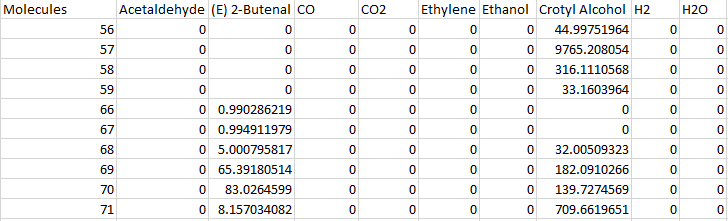 Molecules Acetaldehyde (E) 2-Butenal CO CO2 Ethylene Ethanol Crotyl Alcohol H2 H2O
56 0 0 0 0 0 0 44.99751964 0 0
57 0 0 0 0 0 0 9765.208054 0 0
58 0 0 0 0 0 0 316.1110568 0 0
59 0 0 0 0 0 0 33.1603964 0 0
66 0 0.990286219 0 0 0 0 0 0 0
67 0 0.994911979 0 0 0 0 0 0 0
68 0 5.000795817 0 0 0 0 32.00509323 0 0
69 0 65.39180514 0 0 0 0 182.0910266 0 0
70 0 83.0264599 0 0 0 0 139.7274569 0 0
71 0 8.157034082 0 0 0 0 709.6619651 0 0